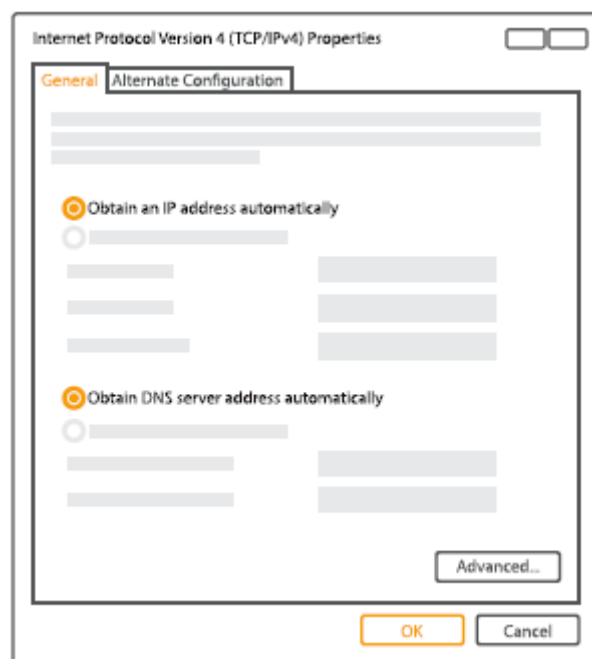 Internet Protocol Version 4 (TCP/IPv4) Properties
General Alternate Configuration
Obtain an IP address automatically
Obtain DNS server address automatically
Advanced...
OK Cancel